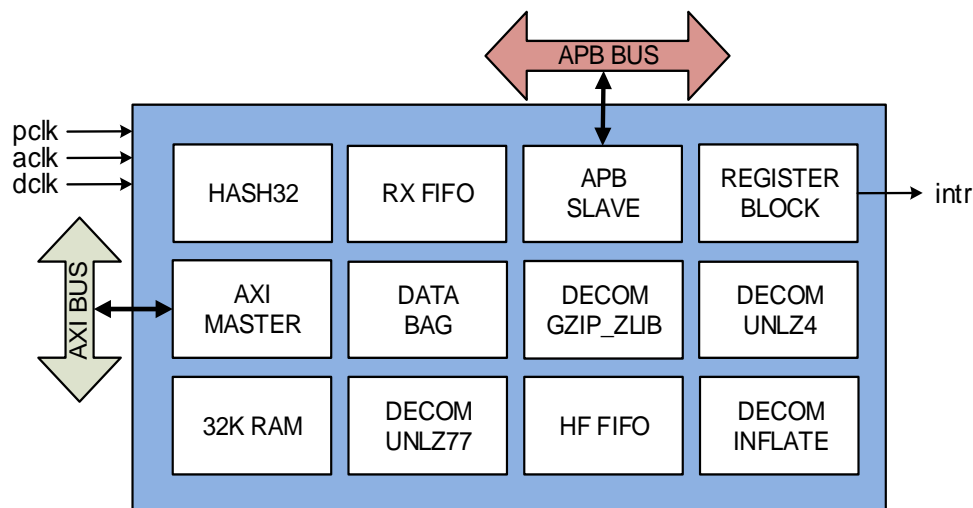 APB BUS
pclk
aclk
dclk
HASH32
RX FIFO
APB
SLAVE
REGISTER
BLOCK
intr
AXI BUS
AXI
MASTER
DATA
BAG
DECOM
GZIP_ZLIB
DECOM
UNLZ4
32K RAM
DECOM
UNLZ77
HF FIFO
DECOM
INFLATE